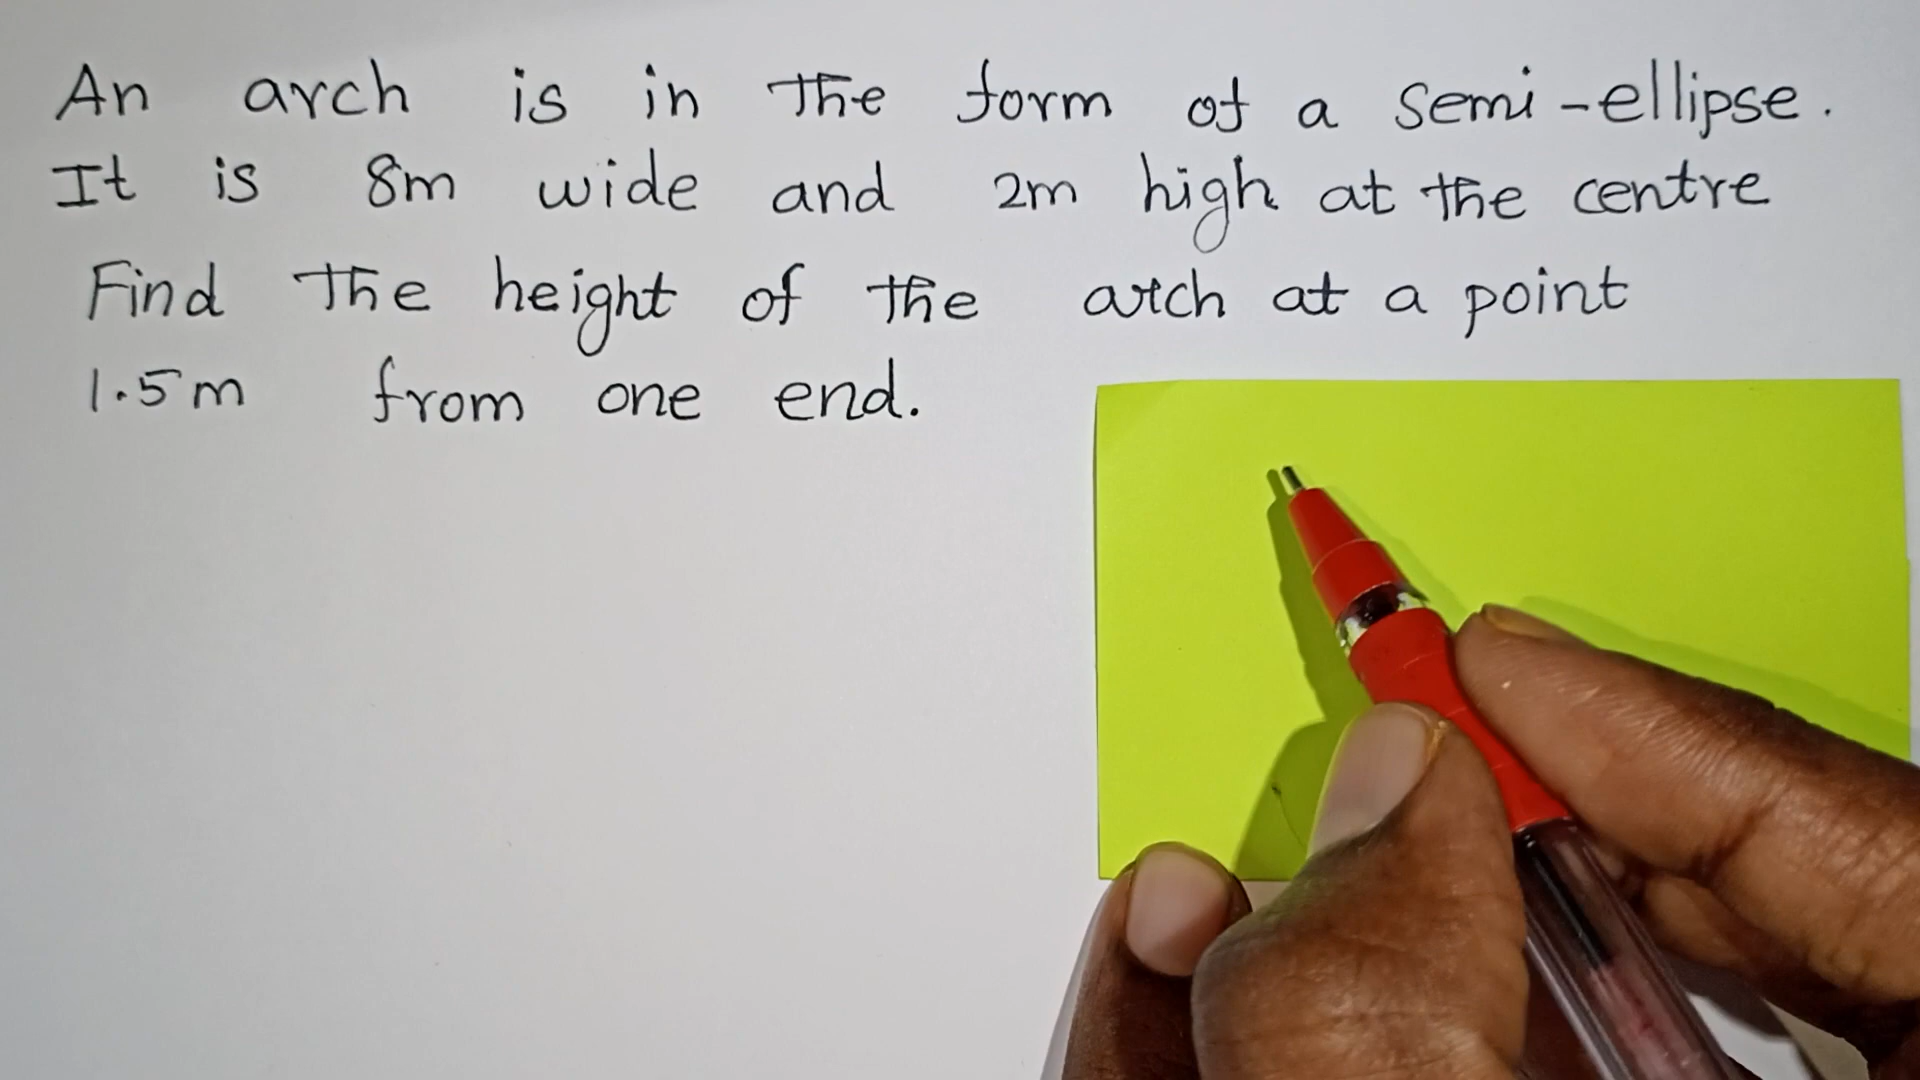 An arch is in the form of a semi-ellipse.
It is 8m wide and 2m high at the centre
Find the height of the arch at a point
1.5m from one end.